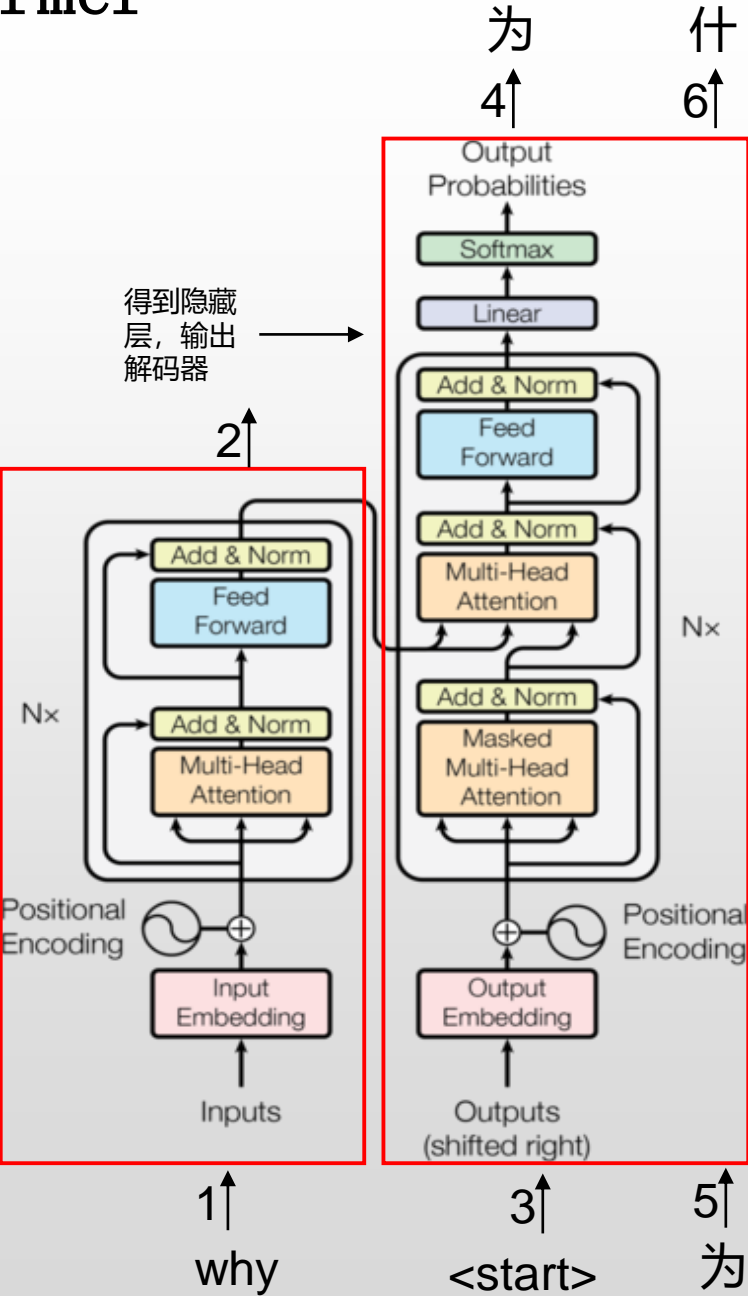 为 什
4 6
Output
Probabilities
Softmax
Linear
得到隐藏
层，输出
解码器
2
Add & Norm
Feed
Forward
Add & Norm
Multi-Head
Attention
Nx
Add & Norm
Masked
Multi-Head
Attention
Add & Norm
Feed
Forward
Nx
Add & Norm
Multi-Head
Attention
Positional
Encoding
Positional
Encoding
Input
Embedding
Output
Embedding
Inputs
Outputs
(shifted right)
1 3 5
why <start> 为